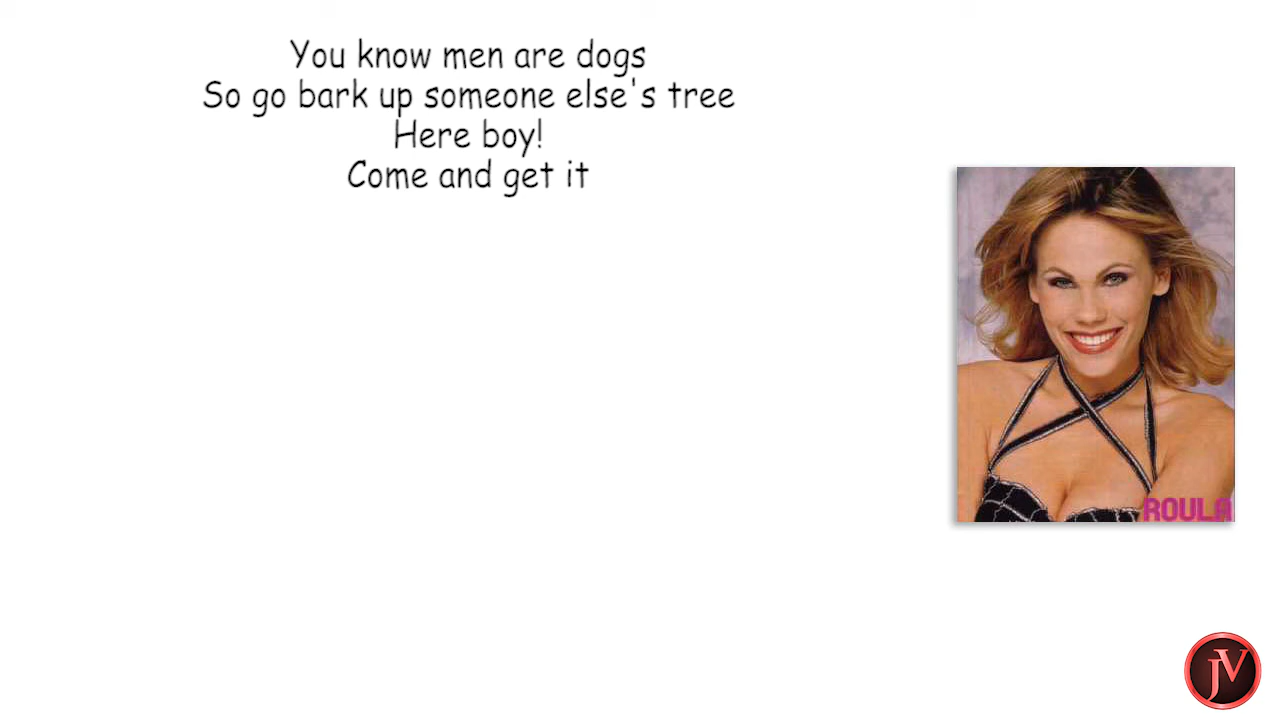 You know men are dogs
So go bark up someone else's tree
Here boy!
Come and get it
ROULA
JV